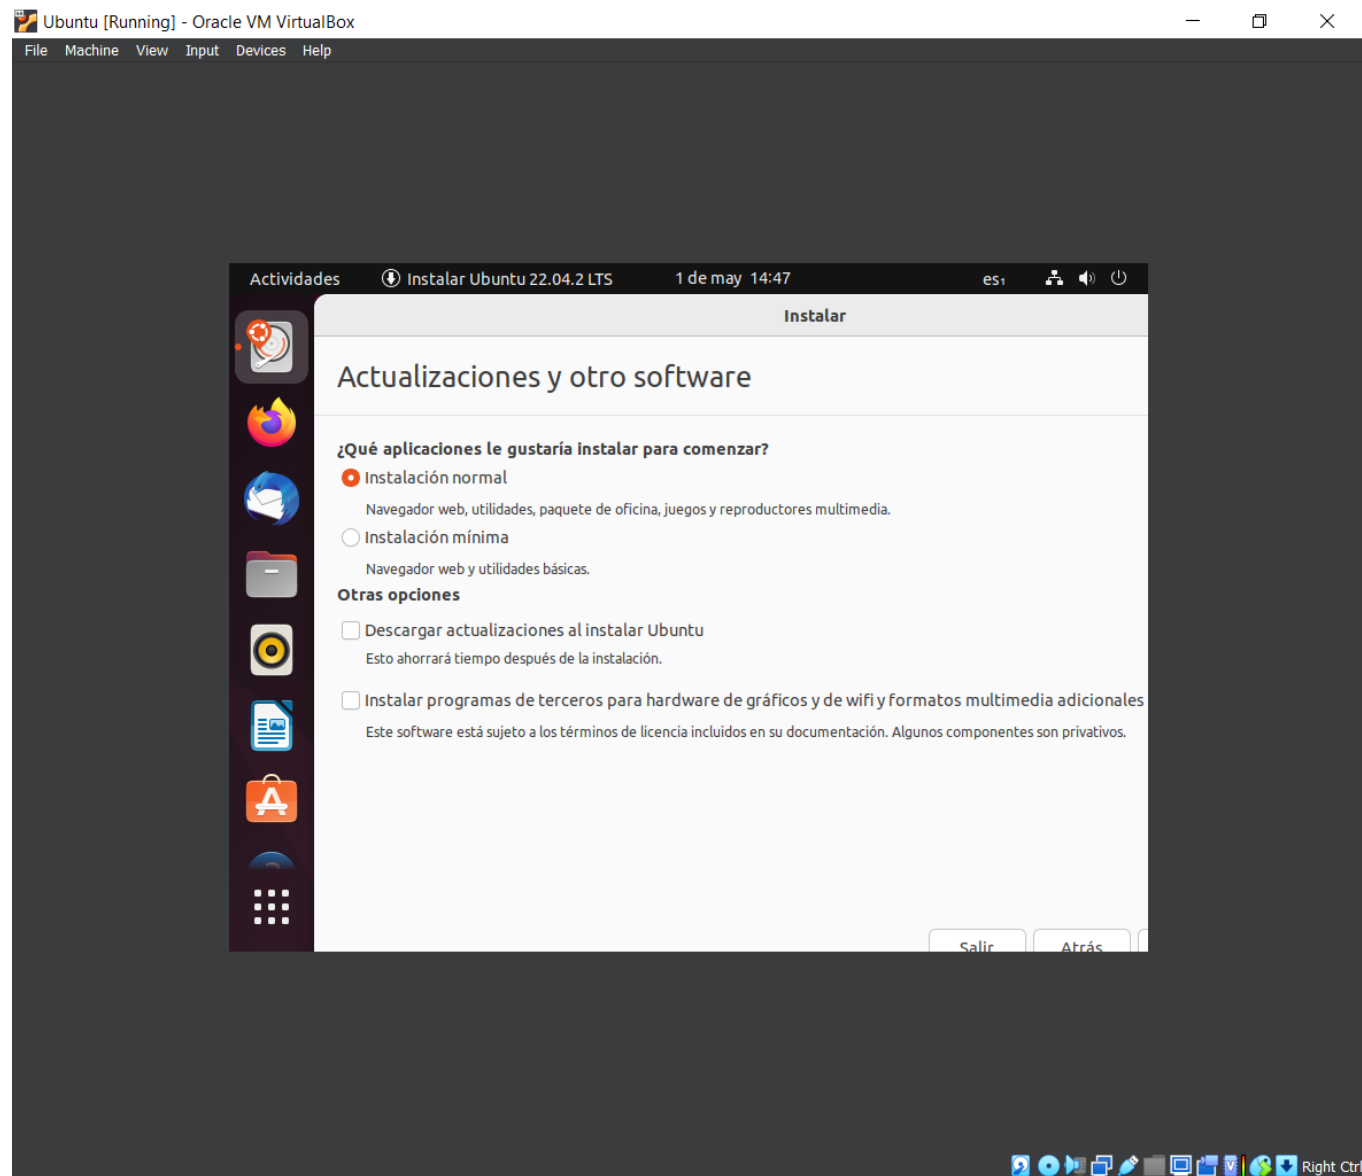 Ubuntu [Running] - Oracle VM VirtualBox
File Machine View Input Devices Help
Actividades Instalar Ubuntu 22.04.2 LTS 1 de may 14:47 es₁
Instalar
Actualizaciones y otro software
¿Qué aplicaciones le gustaría instalar para comenzar?
Instalación normal
Navegador web, utilidades, paquete de oficina, juegos y reproductores multimedia.
Instalación mínima
Navegador web y utilidades básicas.
Otras opciones
Descargar actualizaciones al instalar Ubuntu
Esto ahorrará tiempo después de la instalación.
Instalar programas de terceros para hardware de gráficos y de wifi y formatos multimedia adicionales
Este software está sujeto a los términos de licencia incluidos en su documentación. Algunos componentes son privativos.
Salir Atrás
Right Ctrl